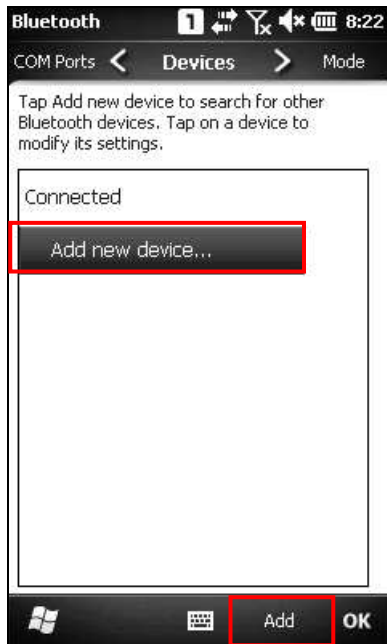 Bluetooth 1 8:22
COM Ports Devices Mode
Tap Add new device to search for other
Bluetooth devices. Tap on a device to
modify its settings.
Connected
Add new device...
Add OK